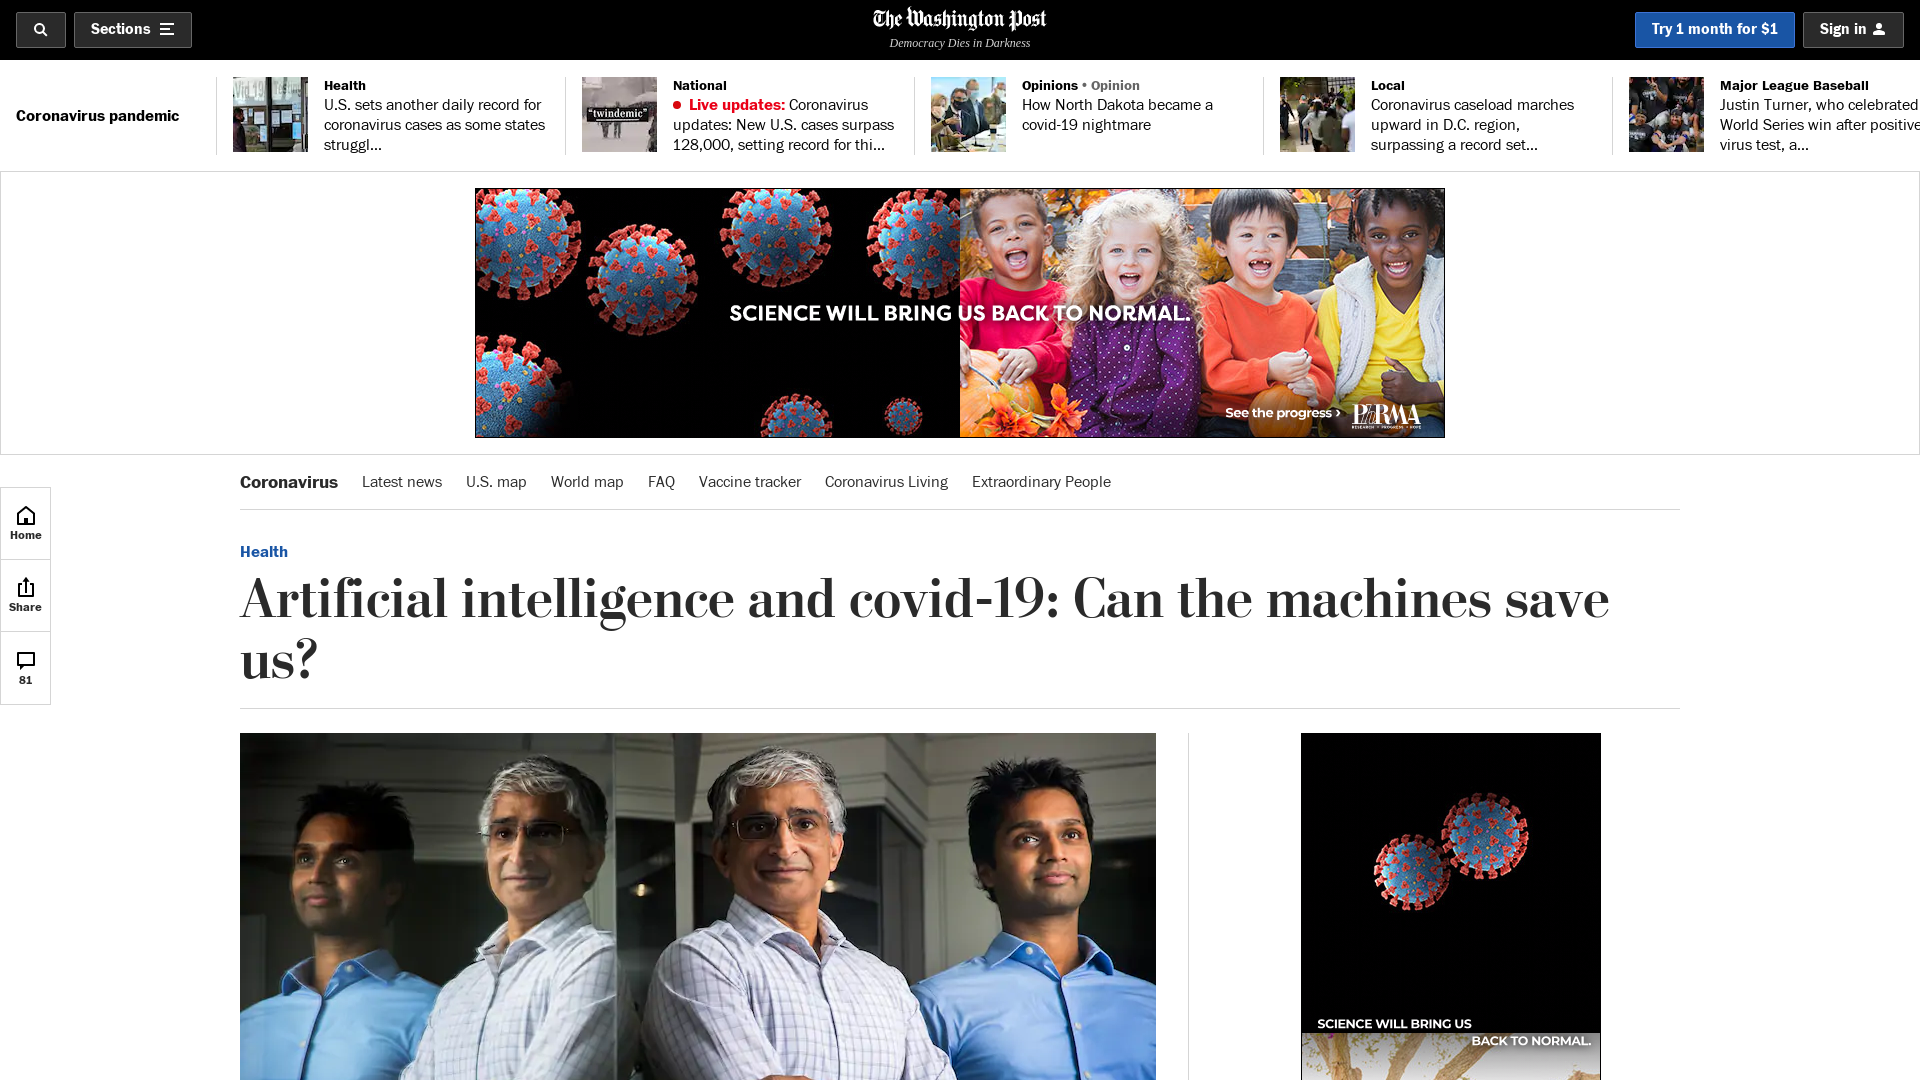 Sections
The Washington Post
Democracy Dies in Darkness
Try 1 month for $1
Sign in
Coronavirus pandemic
Health
U.S. sets another daily record for
coronavirus cases as some states
struggl...
"twindemic"
National
Live updates: Coronavirus
updates: New U.S. cases surpass
128,000, setting record for thi...
Opinions • Opinion
How North Dakota became a
covid-19 nightmare
Local
Coronavirus caseload marches
upward in D.C. region,
surpassing a record set...
Major League Baseball
Justin Turner, who celebrated
World Series win after positive
virus test, a...
SCIENCE WILL BRING US BACK TO NORMAL.
See the progress ›
PhRMA
RESEARCH • PROGRESS • HOPE
Coronavirus
Latest news
U.S. map
World map
FAQ
Vaccine tracker
Coronavirus Living
Extraordinary People
Home
Share
81
Health
Artificial intelligence and covid-19: Can the machines save
us?
SCIENCE WILL BRING US
BACK TO NORMAL.